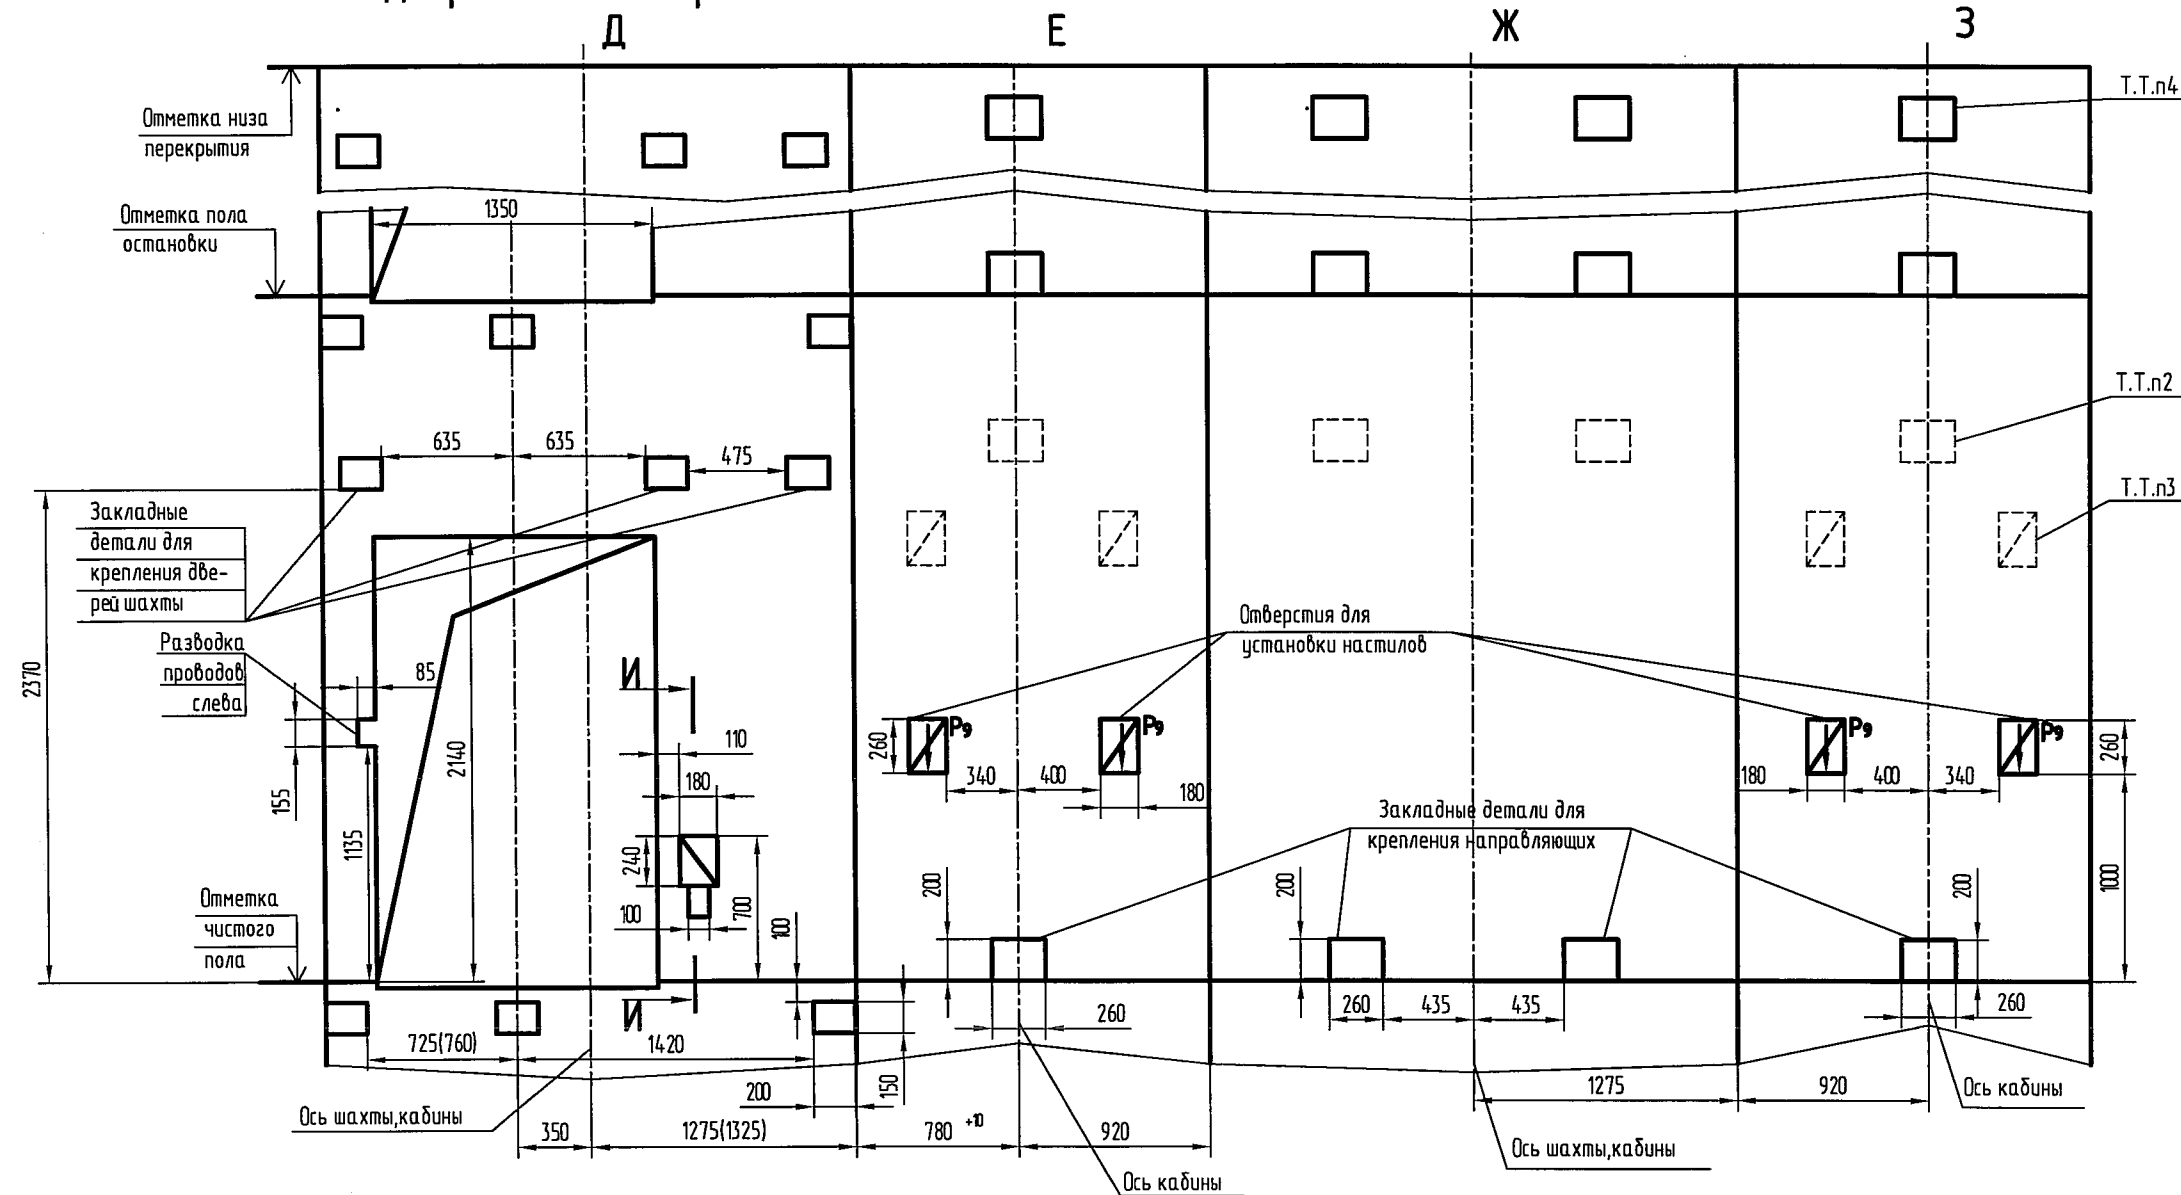 Д
Е
Ж
З
Т.Т.п4
Отметка низа
перекрытия
Отметка пола
остановки
1350
Т.Т.п2
635
635
475
Т.Т.п3
Закладные
детали для
крепления две-
рей шахты
Отверстия для
установки настилов
Разводка
проводов
слева
2370
85
И
155
1135
2140
110
180
240
100
700
И
100
260
Р9
340
400
Р9
180
180
Р9
400
340
Р9
260
1000
Закладные детали для
крепления направляющих
Отметка
чистого
пола
200
200
200
260
260
435
435
260
725(760)
1420
200
150
1275
920
Ось шахты,кабины
Ось кабины
350
1275(1325)
780 +10
920
Ось шахты,кабины
Ось кабины